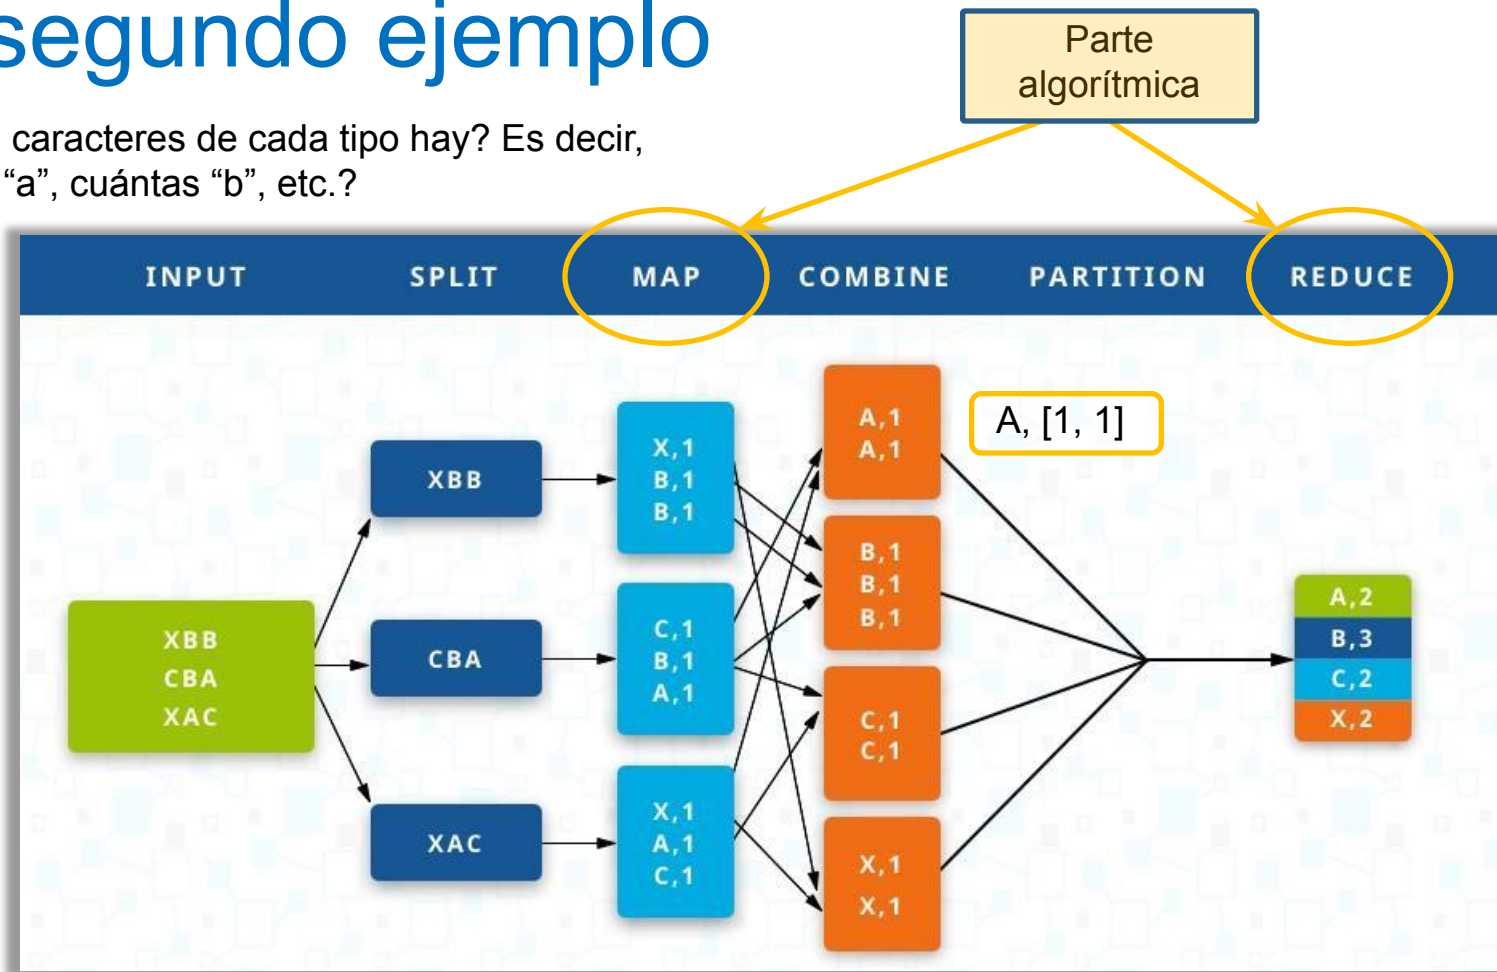 segundo ejemplo
Parte
algorítmica
caracteres de cada tipo hay? Es decir,
“a”, cuántas “b”, etc.?
INPUT SPLIT MAP COMBINE PARTITION REDUCE
XBB
CBA
XAC
XBB
CBA
XAC
X,1
B,1
B,1
C,1
B,1
A,1
X,1
A,1
C,1
A,1
A,1
B,1
B,1
B,1
C,1
C,1
X,1
X,1
A, [1, 1]
A,2
B,3
C,2
X,2